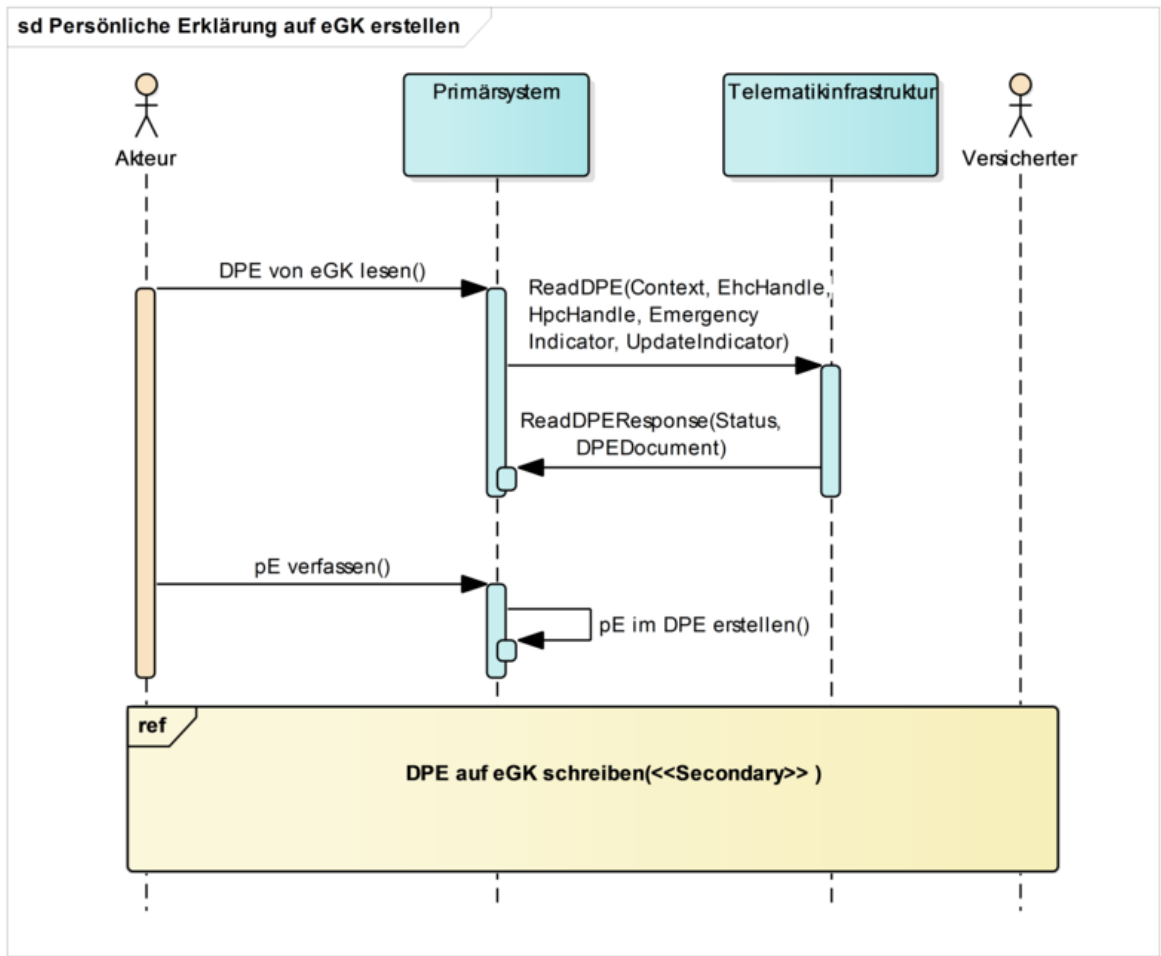 sd Persönliche Erklärung auf eGK erstellen
Primärsystem
Telematikinfrastruktur
Akteur
Versicherter
DPE von eGK lesen()
ReadDPE(Context, EhcHandle,
HpcHandle, Emergency
Indicator, UpdateIndicator)
ReadDPEResponse(Status,
DPEDocument)
pE verfassen()
pE im DPE erstellen()
ref
DPE auf eGK schreiben(<<Secondary>> )